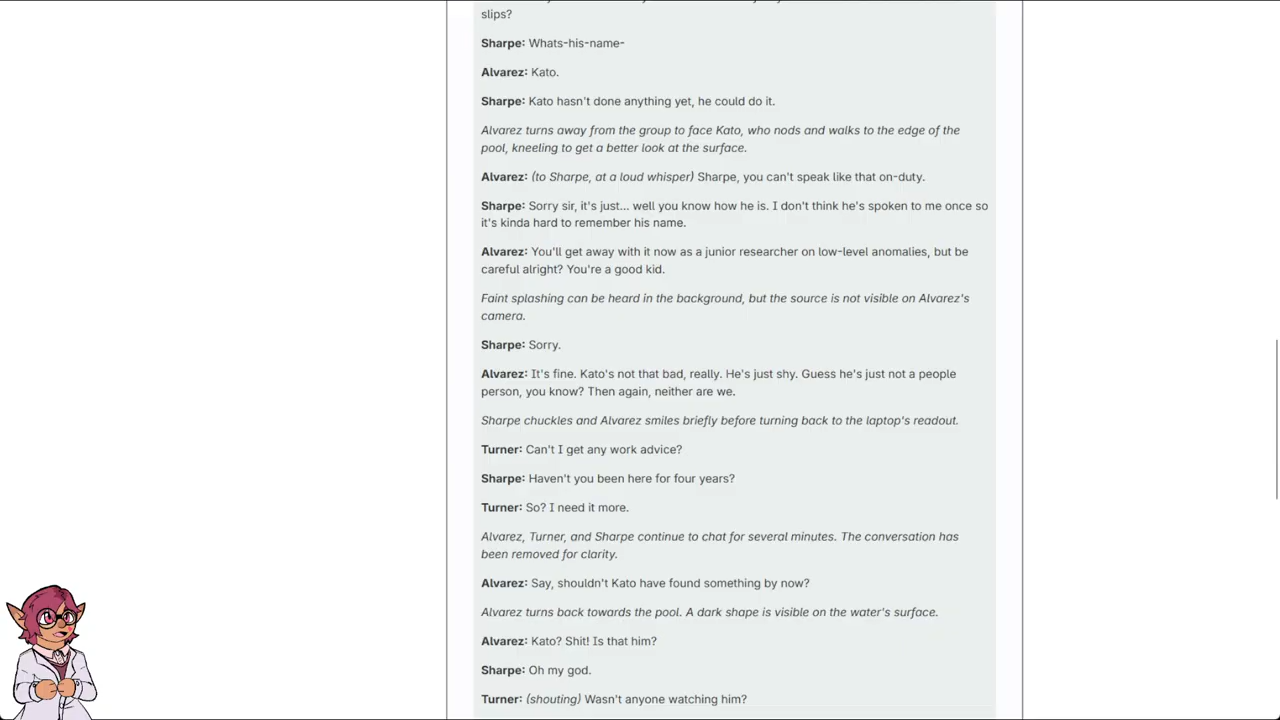 slips?
Sharpe: Whats-his-name-
Alvarez: Kato.
Sharpe: Kato hasn't done anything yet, he could do it.
Alvarez turns away from the group to face Kato, who nods and walks to the edge of the
pool, kneeling to get a better look at the surface.
Alvarez: (to Sharpe, at a loud whisper) Sharpe, you can't speak like that on-duty.
Sharpe: Sorry sir, it's just... well you know how he is. I don't think he's spoken to me once so
it's kinda hard to remember his name.
Alvarez: You'll get away with it now as a junior researcher on low-level anomalies, but be
careful alright? You're a good kid.
Faint splashing can be heard in the background, but the source is not visible on Alvarez's
camera.
Sharpe: Sorry.
Alvarez: It's fine. Kato's not that bad, really. He's just shy. Guess he's just not a people
person, you know? Then again, neither are we.
Sharpe chuckles and Alvarez smiles briefly before turning back to the laptop's readout.
Turner: Can't I get any work advice?
Sharpe: Haven't you been here for four years?
Turner: So? I need it more.
Alvarez, Turner, and Sharpe continue to chat for several minutes. The conversation has
been removed for clarity.
Alvarez: Say, shouldn't Kato have found something by now?
Alvarez turns back towards the pool. A dark shape is visible on the water's surface.
Alvarez: Kato? Shit! Is that him?
Sharpe: Oh my god.
Turner: (shouting) Wasn't anyone watching him?